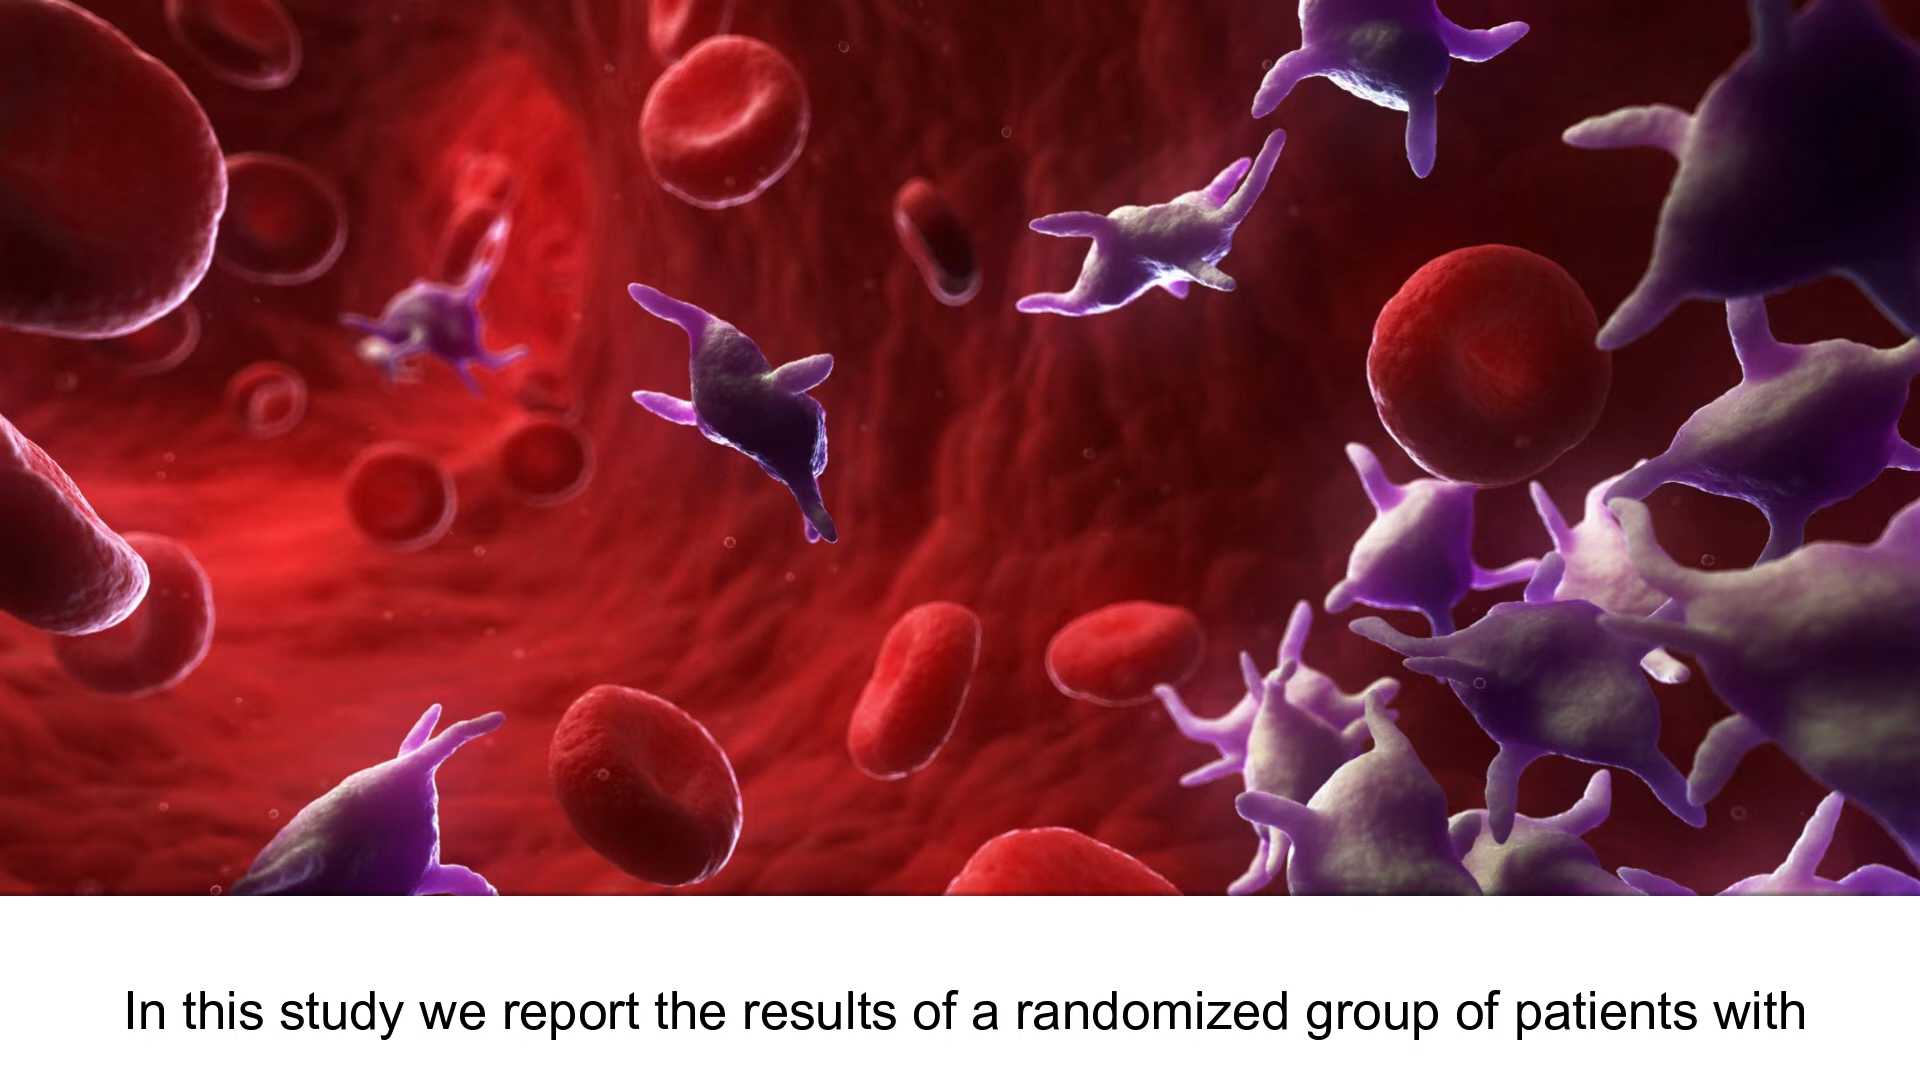 In this study we report the results of a randomized group of patients with